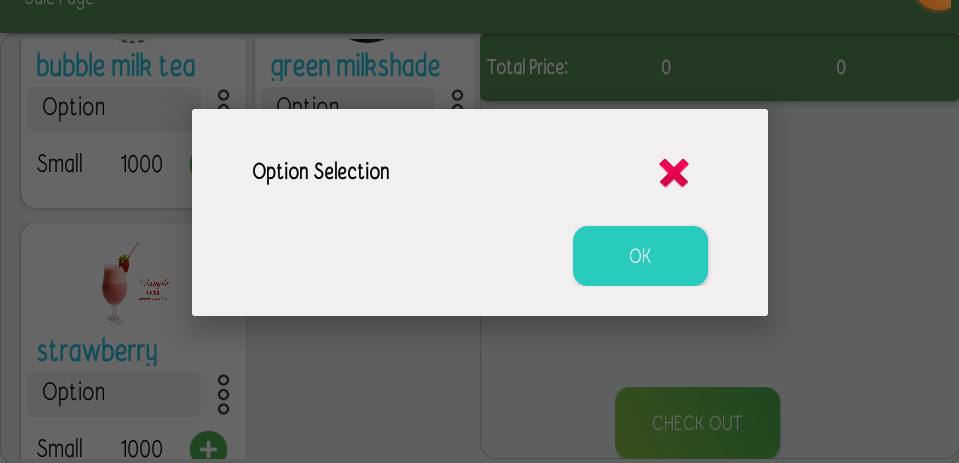 Sale Page
bubble milk tea
green milkshade
Option
Option
Small 1000
Total Price: 0 0
Option Selection
OK
Sample
strawberry
Option
Small 1000
CHECK OUT